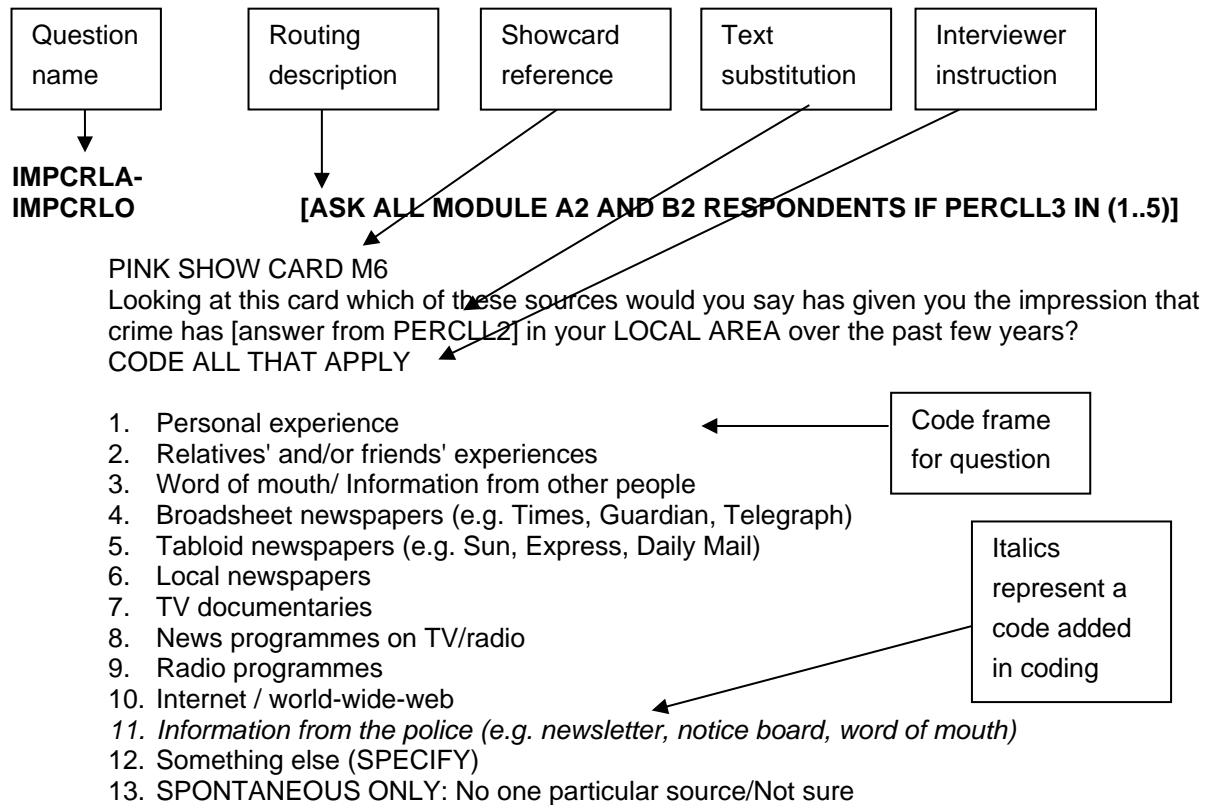 Question
name
Routing
description
Showcard
reference
Text
substitution
Interviewer
instruction
IMPCRLA-
IMPCRLO [ASK ALL MODULE A2 AND B2 RESPONDENTS IF PERCLL3 IN (1..5)]
PINK SHOW CARD M6
Looking at this card which of these sources would you say has given you the impression that
crime has [answer from PERCLL2] in your LOCAL AREA over the past few years?
CODE ALL THAT APPLY
Code frame
for question
1. Personal experience
2. Relatives' and/or friends' experiences
3. Word of mouth/ Information from other people
4. Broadsheet newspapers (e.g. Times, Guardian, Telegraph)
5. Tabloid newspapers (e.g. Sun, Express, Daily Mail)
6. Local newspapers
7. TV documentaries
8. News programmes on TV/radio
9. Radio programmes
10. Internet / world-wide-web
11. Information from the police (e.g. newsletter, notice board, word of mouth)
12. Something else (SPECIFY)
13. SPONTANEOUS ONLY: No one particular source/Not sure
Italics
represent a
code added
in coding